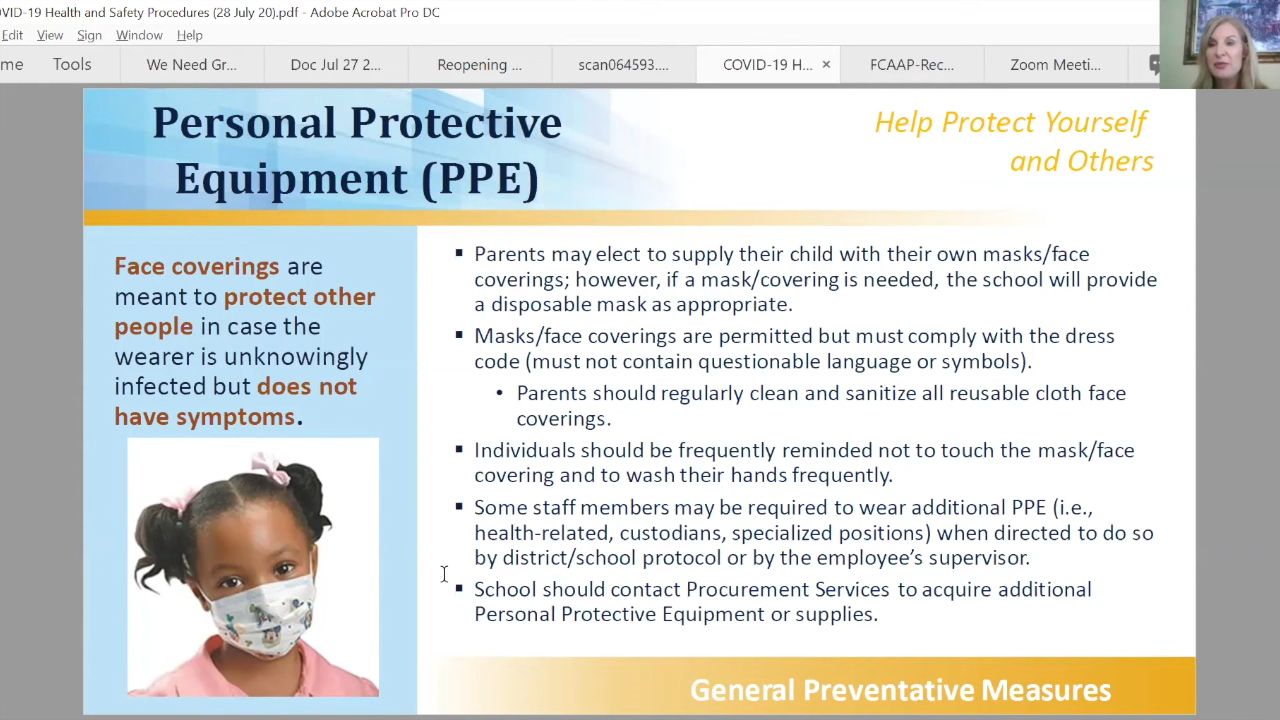 OVID-19 Health and Safety Procedures (28 July 20).pdf - Adobe Acrobat Pro DC
Edit View Sign Window Help
me Tools We Need Gr... Doc Jul 27 2... Reopening ... scan064593.... COVID-19 H... × FCAAP-Rec... Zoom Meeti...
Personal Protective
Equipment (PPE)
Help Protect Yourself
and Others
Face coverings are
meant to protect other
people in case the
wearer is unknowingly
infected but does not
have symptoms.
▪ Parents may elect to supply their child with their own masks/face
coverings; however, if a mask/covering is needed, the school will provide
a disposable mask as appropriate.
▪ Masks/face coverings are permitted but must comply with the dress
code (must not contain questionable language or symbols).
• Parents should regularly clean and sanitize all reusable cloth face
coverings.
▪ Individuals should be frequently reminded not to touch the mask/face
covering and to wash their hands frequently.
▪ Some staff members may be required to wear additional PPE (i.e.,
health-related, custodians, specialized positions) when directed to do so
by district/school protocol or by the employee’s supervisor.
▪ School should contact Procurement Services to acquire additional
Personal Protective Equipment or supplies.
General Preventative Measures